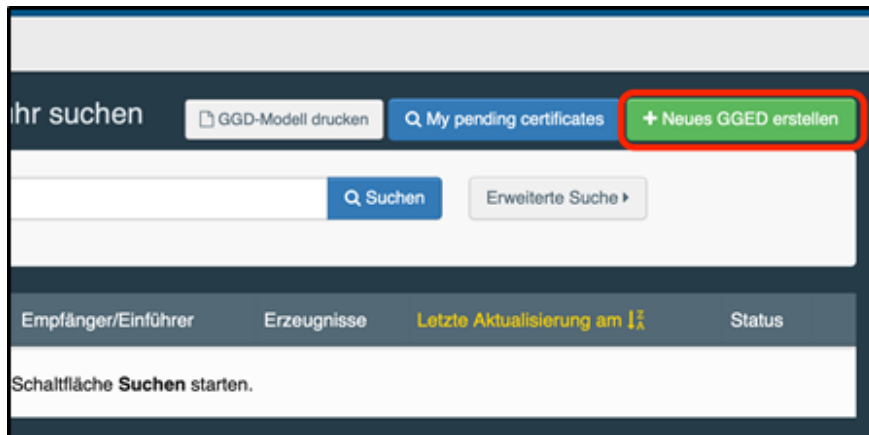 hr suchen
GGD-Modell drucken
My pending certificates
+ Neues GGED erstellen
Suchen
Erweiterte Suche
Empfänger/Einführer
Erzeugnisse
Letzte Aktualisierung am
Status
Schaltfläche Suchen starten.